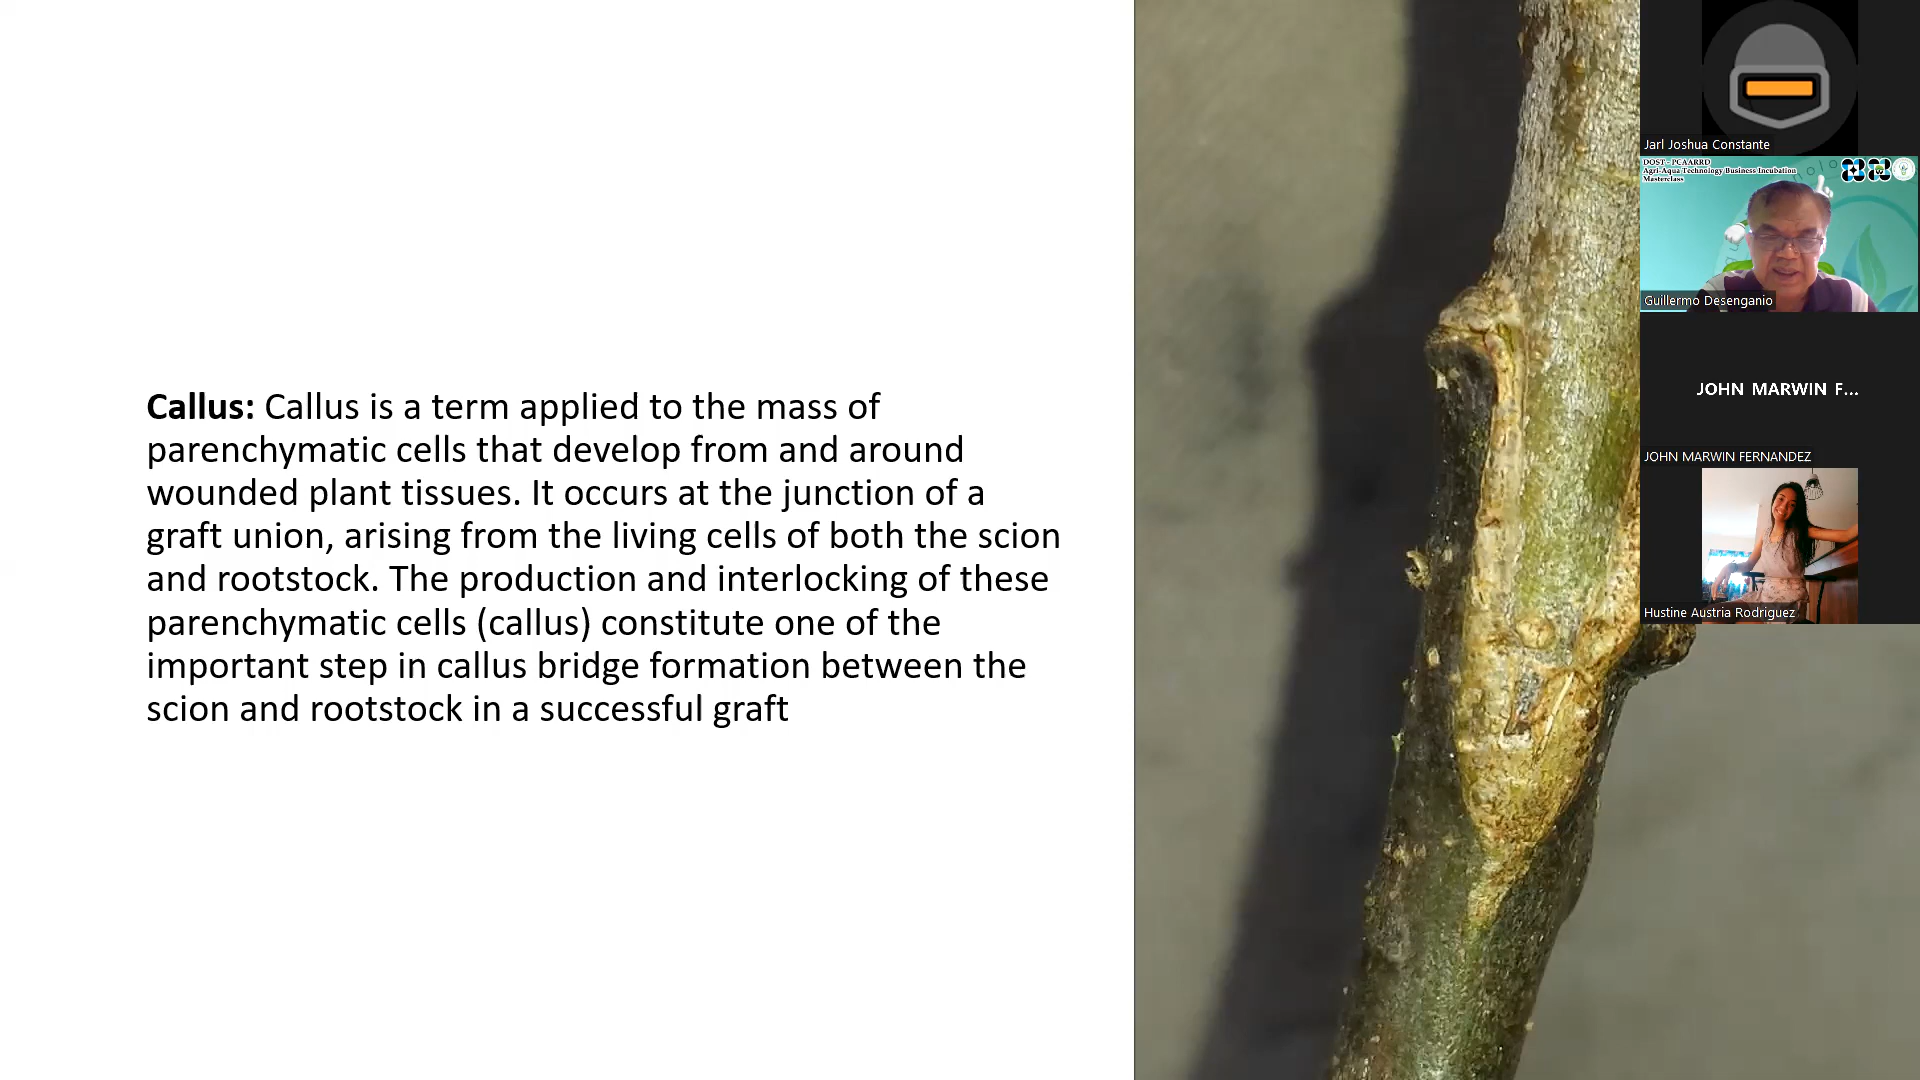 Callus: Callus is a term applied to the mass of
parenchymatic cells that develop from and around
wounded plant tissues. It occurs at the junction of a
graft union, arising from the living cells of both the scion
and rootstock. The production and interlocking of these
parenchymatic cells (callus) constitute one of the
important step in callus bridge formation between the
scion and rootstock in a successful graft
Jarl Joshua Constante
DOST - PCAARRD
Agri-Aqua Technology Business Incubation
Masterclass
Guillermo Desenganio
JOHN MARWIN F...
JOHN MARWIN FERNANDEZ
Hustine Austria Rodriguez